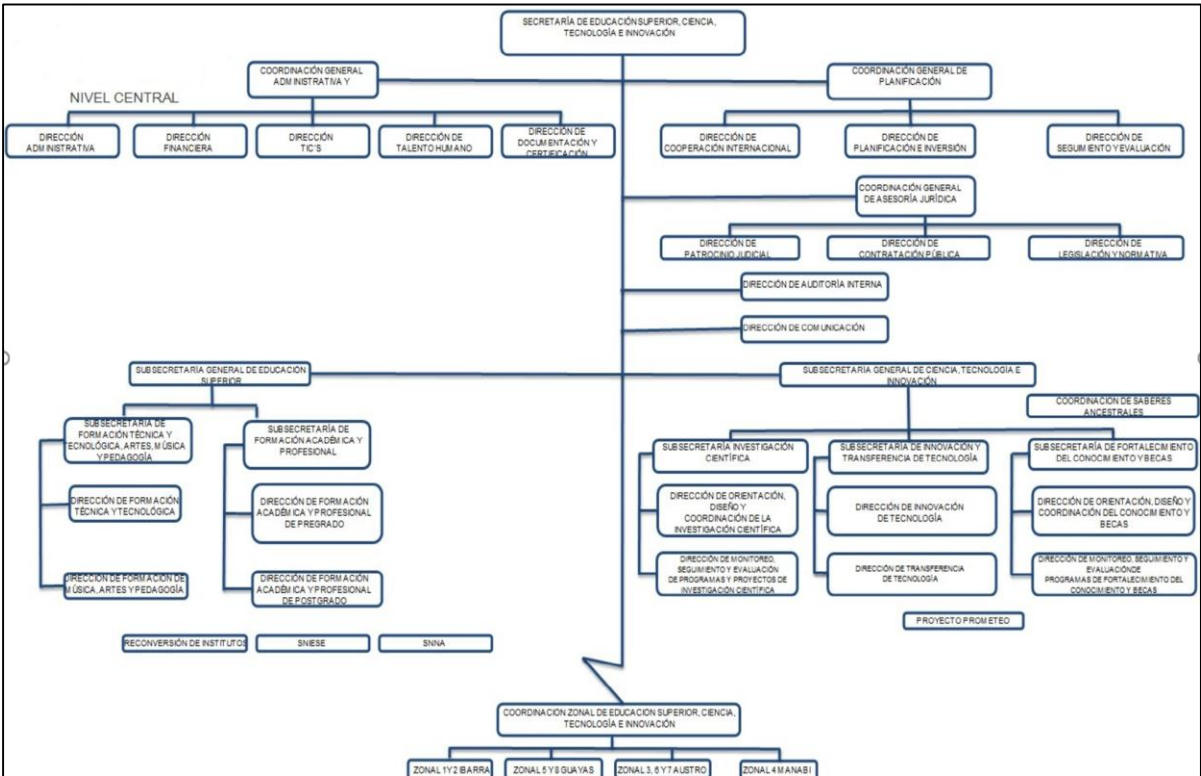 SECRETARÍA DE EDUCACIÓN SUPERIOR, CIENCIA,
TECNOLOGÍA E INNOVACIÓN
COORDINACIÓN GENERAL
ADMINISTRATIVA Y
COORDINACIÓN GENERAL DE
PLANIFICACIÓN
NIVEL CENTRAL
DIRECCIÓN
ADMINISTRATIVA
DIRECCIÓN
FINANCIERA
DIRECCIÓN
TIC'S
DIRECCIÓN DE
TALENTO HUMANO
DIRECCIÓN DE
DOCUMENTACIÓN Y
CERTIFICACIÓN
DIRECCIÓN DE
COOPERACIÓN INTERNACIONAL
DIRECCIÓN DE
PLANIFICACIÓN E INVERSIÓN
DIRECCIÓN DE
SEGUIMIENTO Y EVALUACIÓN
COORDINACIÓN GENERAL
DE ASESORÍA JURÍDICA
DIRECCIÓN DE
PATROCINIO JUDICIAL
DIRECCIÓN DE
CONTRATACIÓN PÚBLICA
DIRECCIÓN DE
LEGISLACIÓN Y NORMATIVA
DIRECCIÓN DE AUDITORÍA INTERNA
DIRECCIÓN DE COMUNICACIÓN
SUBSECRETARÍA GENERAL DE EDUCACIÓN
SUPERIOR
SUBSECRETARÍA GENERAL DE CIENCIA, TECNOLOGÍA E
INNOVACIÓN
COORDINACIÓN DE SABERES
ANCESTRALES
SUBSECRETARÍA DE
FORMACIÓN TÉCNICA Y
TECNOLÓGICA, ARTES, MÚSICA
Y PEDAGOGÍA
SUBSECRETARÍA DE
FORMACIÓN ACADÉMICA Y
PROFESIONAL
SUBSECRETARÍA INVESTIGACIÓN
CIENTÍFICA
SUBSECRETARÍA DE INNOVACIÓN Y
TRANSFERENCIA DE TECNOLOGÍA
SUBSECRETARÍA DE FORTALECIMIENTO
DEL CONOCIMIENTO Y BECAS
DIRECCIÓN DE FORMACIÓN
TÉCNICA Y TECNOLÓGICA
DIRECCIÓN DE FORMACIÓN
ACADÉMICA Y PROFESIONAL
DE PREGRADO
DIRECCIÓN DE ORIENTACIÓN,
DISEÑO Y
COORDINACIÓN DE LA
INVESTIGACIÓN CIENTÍFICA
DIRECCIÓN DE INNOVACIÓN
DE TECNOLOGÍA
DIRECCIÓN DE ORIENTACIÓN, DISEÑO Y
COORDINACIÓN DEL CONOCIMIENTO Y
BECAS
DIRECCIÓN DE FORMACIÓN DE
MÚSICA, ARTES Y PEDAGOGÍA
DIRECCIÓN DE FORMACIÓN
ACADÉMICA Y PROFESIONAL
DE POSTGRADO
DIRECCIÓN DE MONITOREO,
SEGUIMIENTO Y EVALUACIÓN
DE PROGRAMAS Y PROYECTOS DE
INVESTIGACIÓN CIENTÍFICA
DIRECCIÓN DE TRANSFERENCIA
DE TECNOLOGÍA
DIRECCIÓN DE MONITOREO, SEGUIMIENTO Y
EVALUACIÓNDE
PROGRAMAS DE FORTALECIMIENTO DEL
CONOCIMIENTO Y BECAS
PROYECTO PROMETEO
RECONVERSIÓN DE INSTITUTOS
SNIESE
SNNA
COORDINACIÓN ZONAL DE EDUCACIÓN SUPERIOR, CIENCIA,
TECNOLOGÍA E INNOVACIÓN
ZONAL 1 Y 2 IBARRA
ZONAL 5 Y 8 GUAYAS
ZONAL 3, 6 Y 7 AUSTRO
ZONAL 4 MANABI